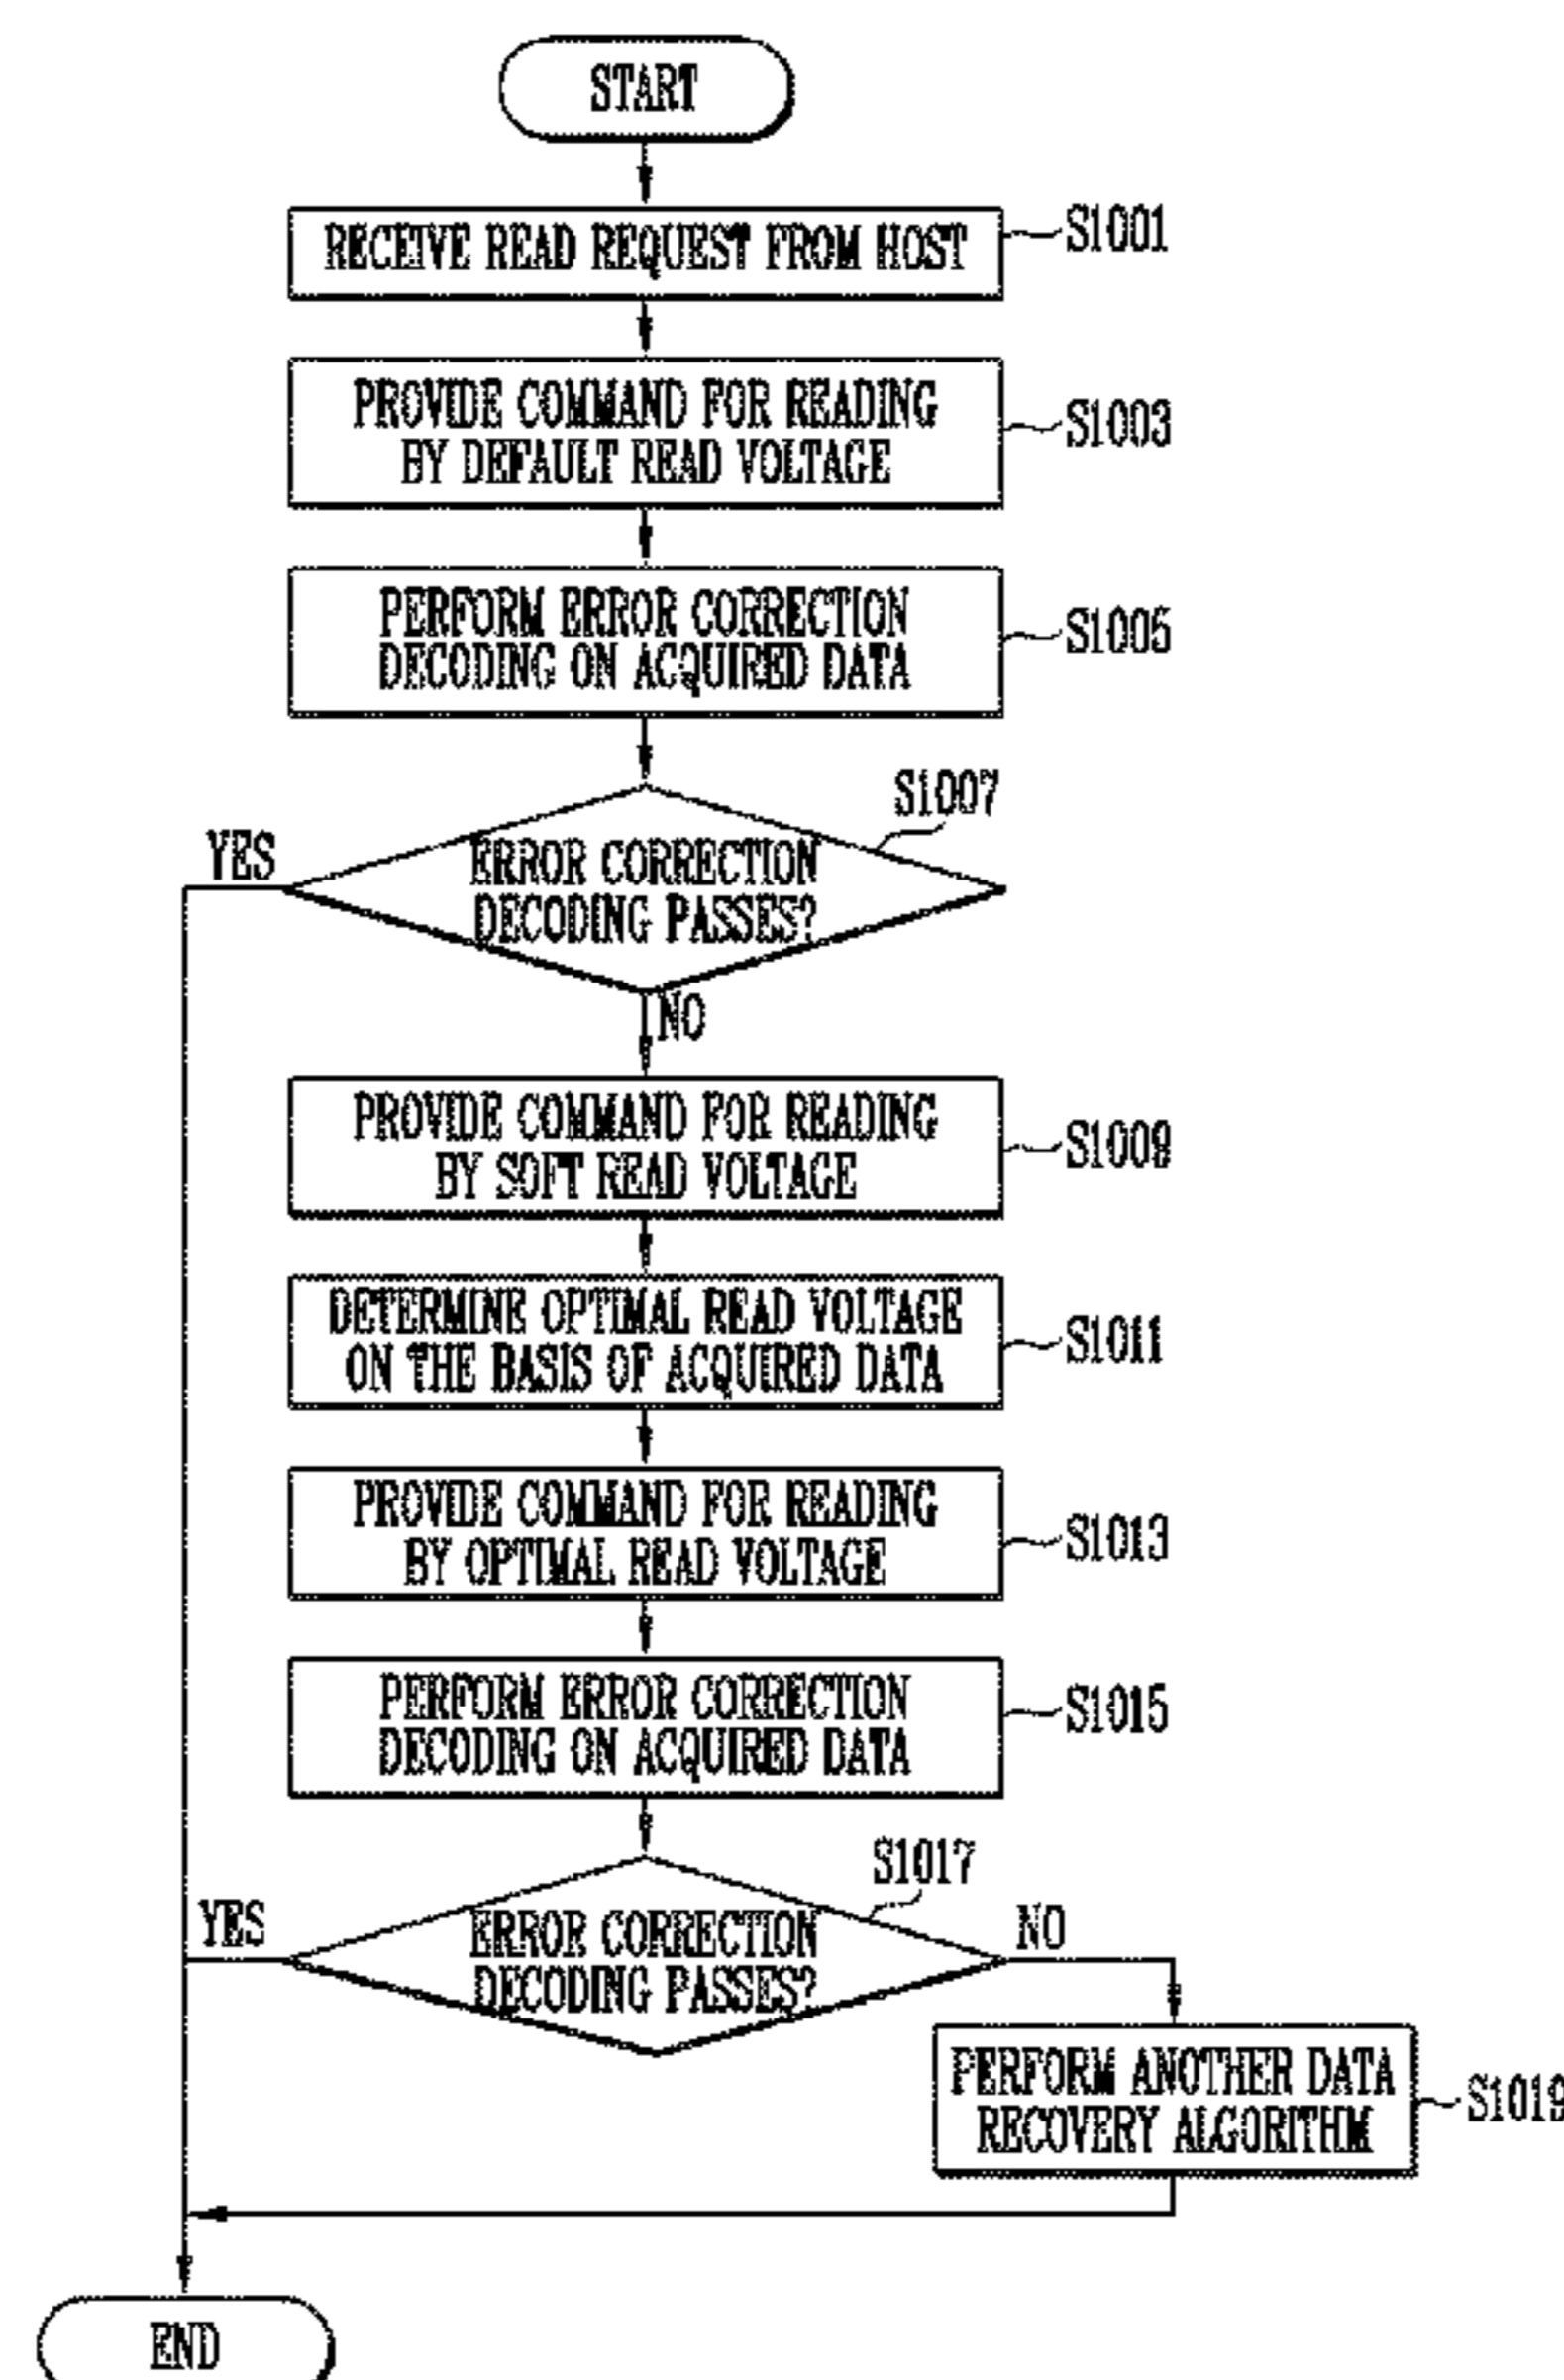 START
RECEIVE READ REQUEST FROM HOST
S1001
PROVIDE COMMAND FOR READING
BY DEFAULT READ VOLTAGE
S1003
PERFORM ERROR CORRECTION
DECODING ON ACQUIRED DATA
S1005
S1007
YES
ERROR CORRECTION
DECODING PASSES?
NO
PROVIDE COMMAND FOR READING
BY SOFT READ VOLTAGE
S1009
DETERMINE OPTIMAL READ VOLTAGE
ON THE BASIS OF ACQUIRED DATA
S1011
PROVIDE COMMAND FOR READING
BY OPTIMAL READ VOLTAGE
S1013
PERFORM ERROR CORRECTION
DECODING ON ACQUIRED DATA
S1015
S1017
YES
ERROR CORRECTION
DECODING PASSES?
NO
PERFORM ANOTHER DATA
RECOVERY ALGORITHM
S1019
END